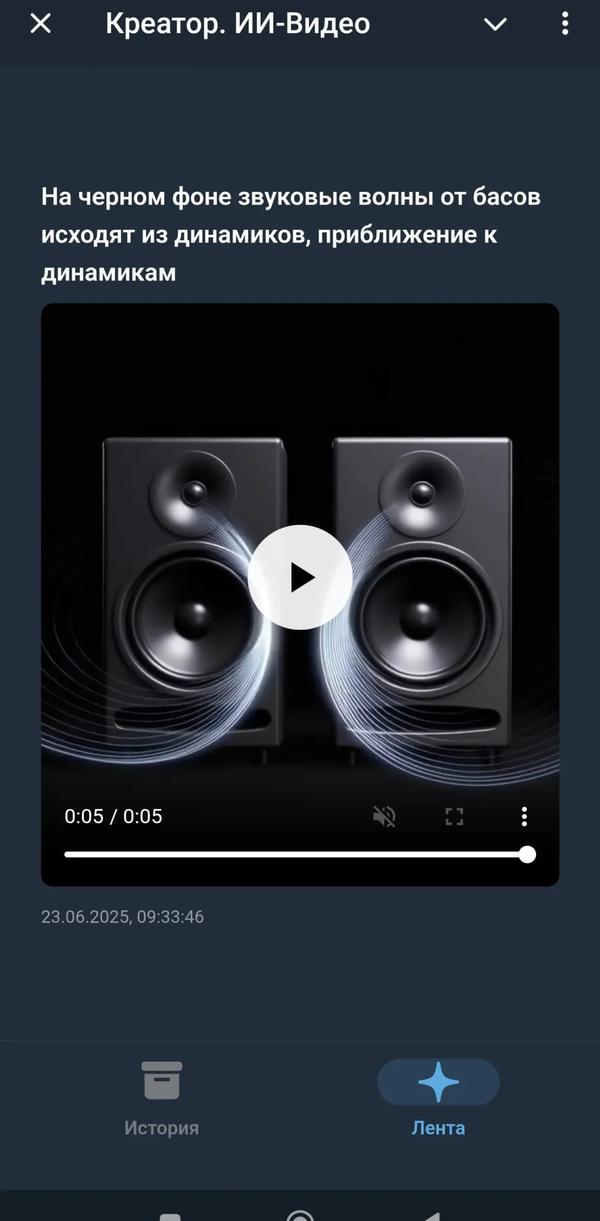 Креатор. ИИ-Видео
На черном фоне звуковые волны от басов
исходят из динамиков, приближение к
динамикам
0:05 / 0:05
23.06.2025, 09:33:46
История
Лента